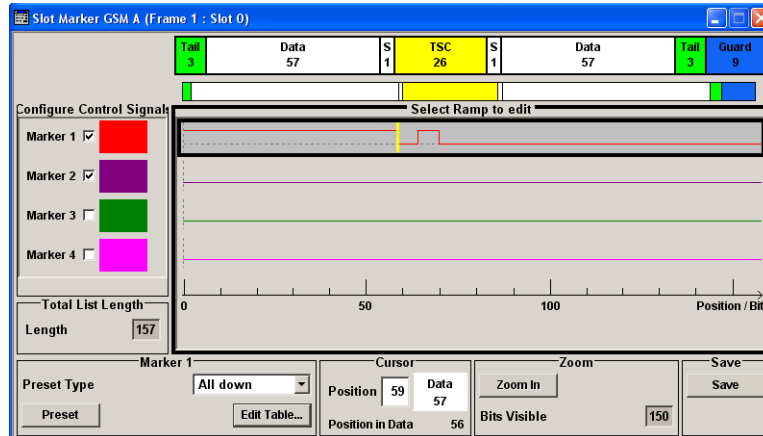 Slot Marker GSM A (Frame 1 : Slot 0)
Tail Data S TSC S Data Tail Guard
3 57 1 26 1 57 3 9
Configure Control Signals
Select Ramp to edit
Marker 1
Marker 2
Marker 3
Marker 4
0 50 100 Position / Bit
Total List Length
Length 157
Marker 1
Preset Type All down
Preset Edit Table...
Cursor
Position 59 Data
57
Position in Data 56
Zoom
Zoom In
Bits Visible 150
Save
Save